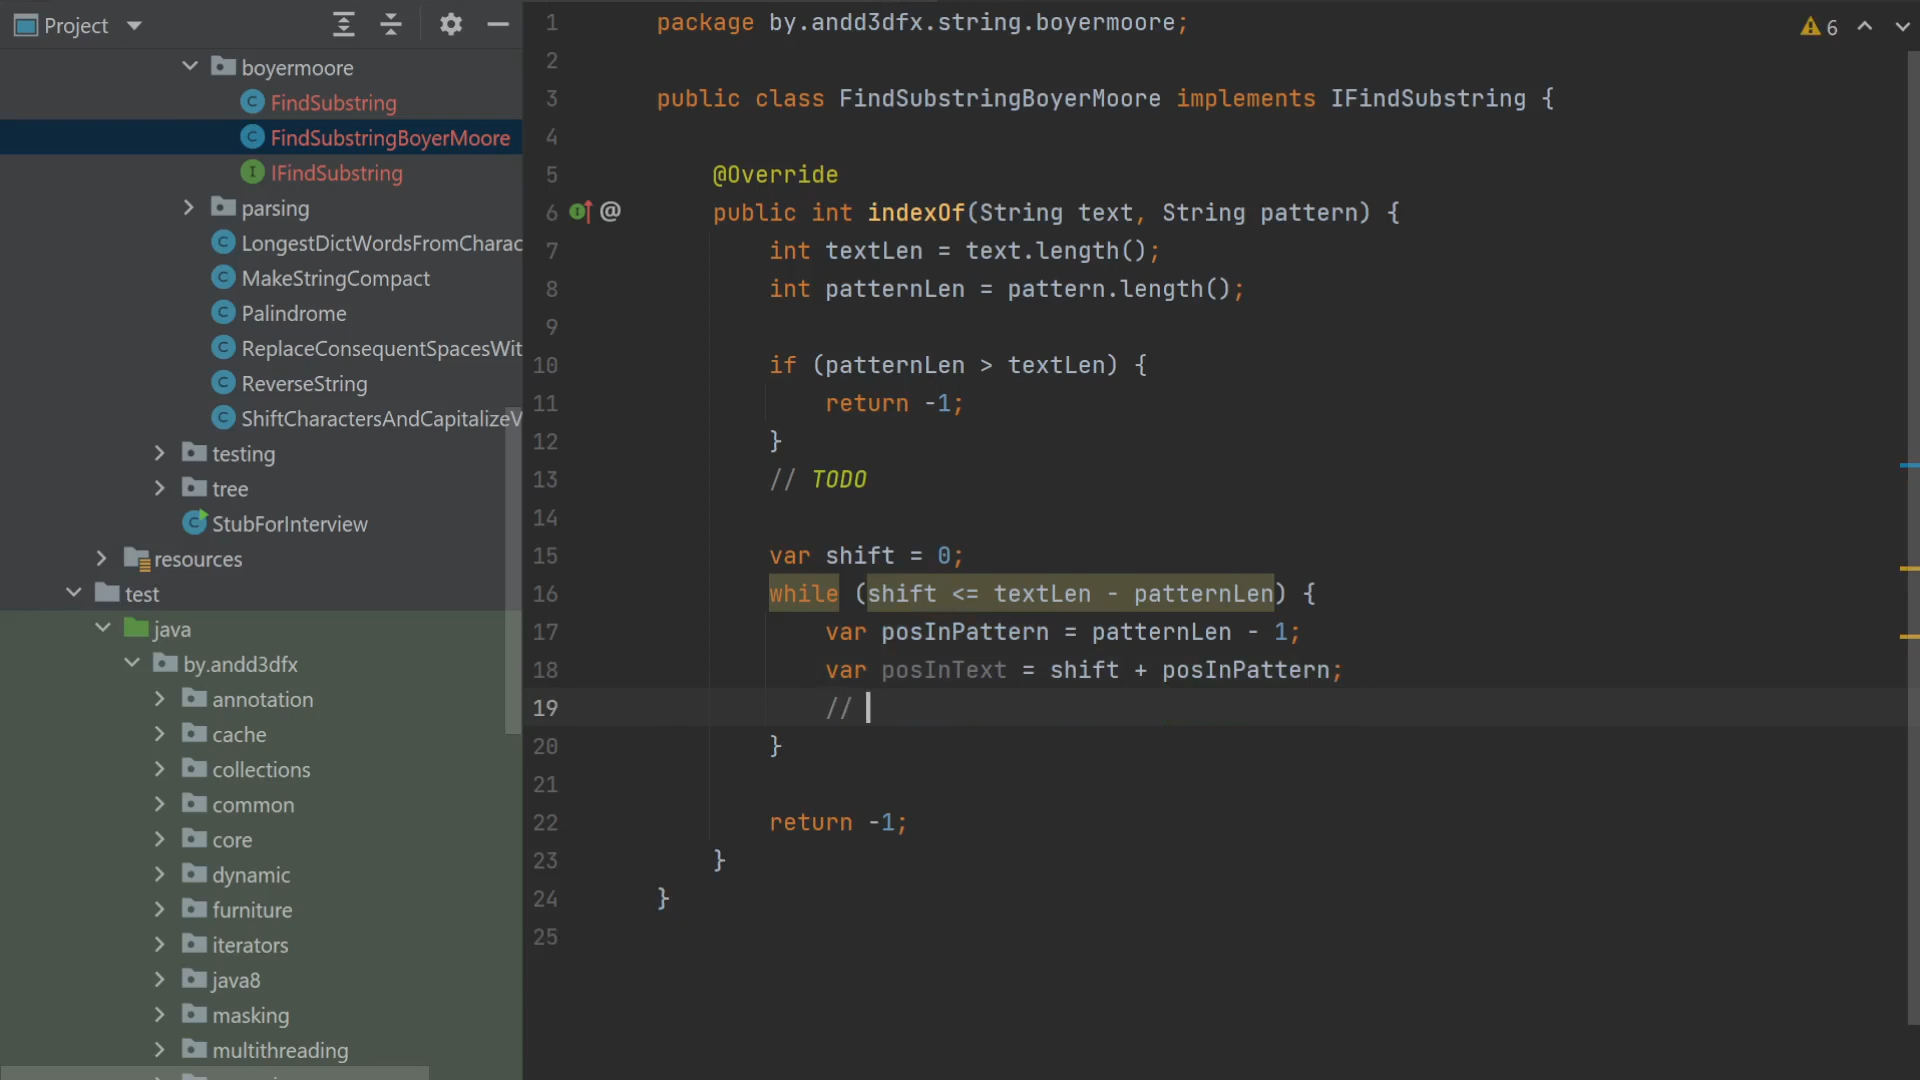 Project
boyermoore
FindSubstring
FindSubstringBoyerMoore
IFindSubstring
parsing
LongestDictWordsFromCharac
MakeStringCompact
Palindrome
ReplaceConsequentSpacesWit
ReverseString
ShiftCharactersAndCapitalizeV
testing
tree
StubForInterview
resources
test
java
by.andd3dfx
annotation
cache
collections
common
core
dynamic
furniture
iterators
java8
masking
multithreading
6
1 package by.andd3dfx.string.boyermoore;
2
3 public class FindSubstringBoyerMoore implements IFindSubstring {
4
5 @Override
6 @ public int indexOf(String text, String pattern) {
7 int textLen = text.length();
8 int patternLen = pattern.length();
9
10 if (patternLen > textLen) {
11 return -1;
12 }
13 // TODO
14
15 var shift = 0;
16 while (shift <= textLen - patternLen) {
17 var posInPattern = patternLen - 1;
18 var posInText = shift + posInPattern;
19 //
20 }
21
22 return -1;
23 }
24 }
25